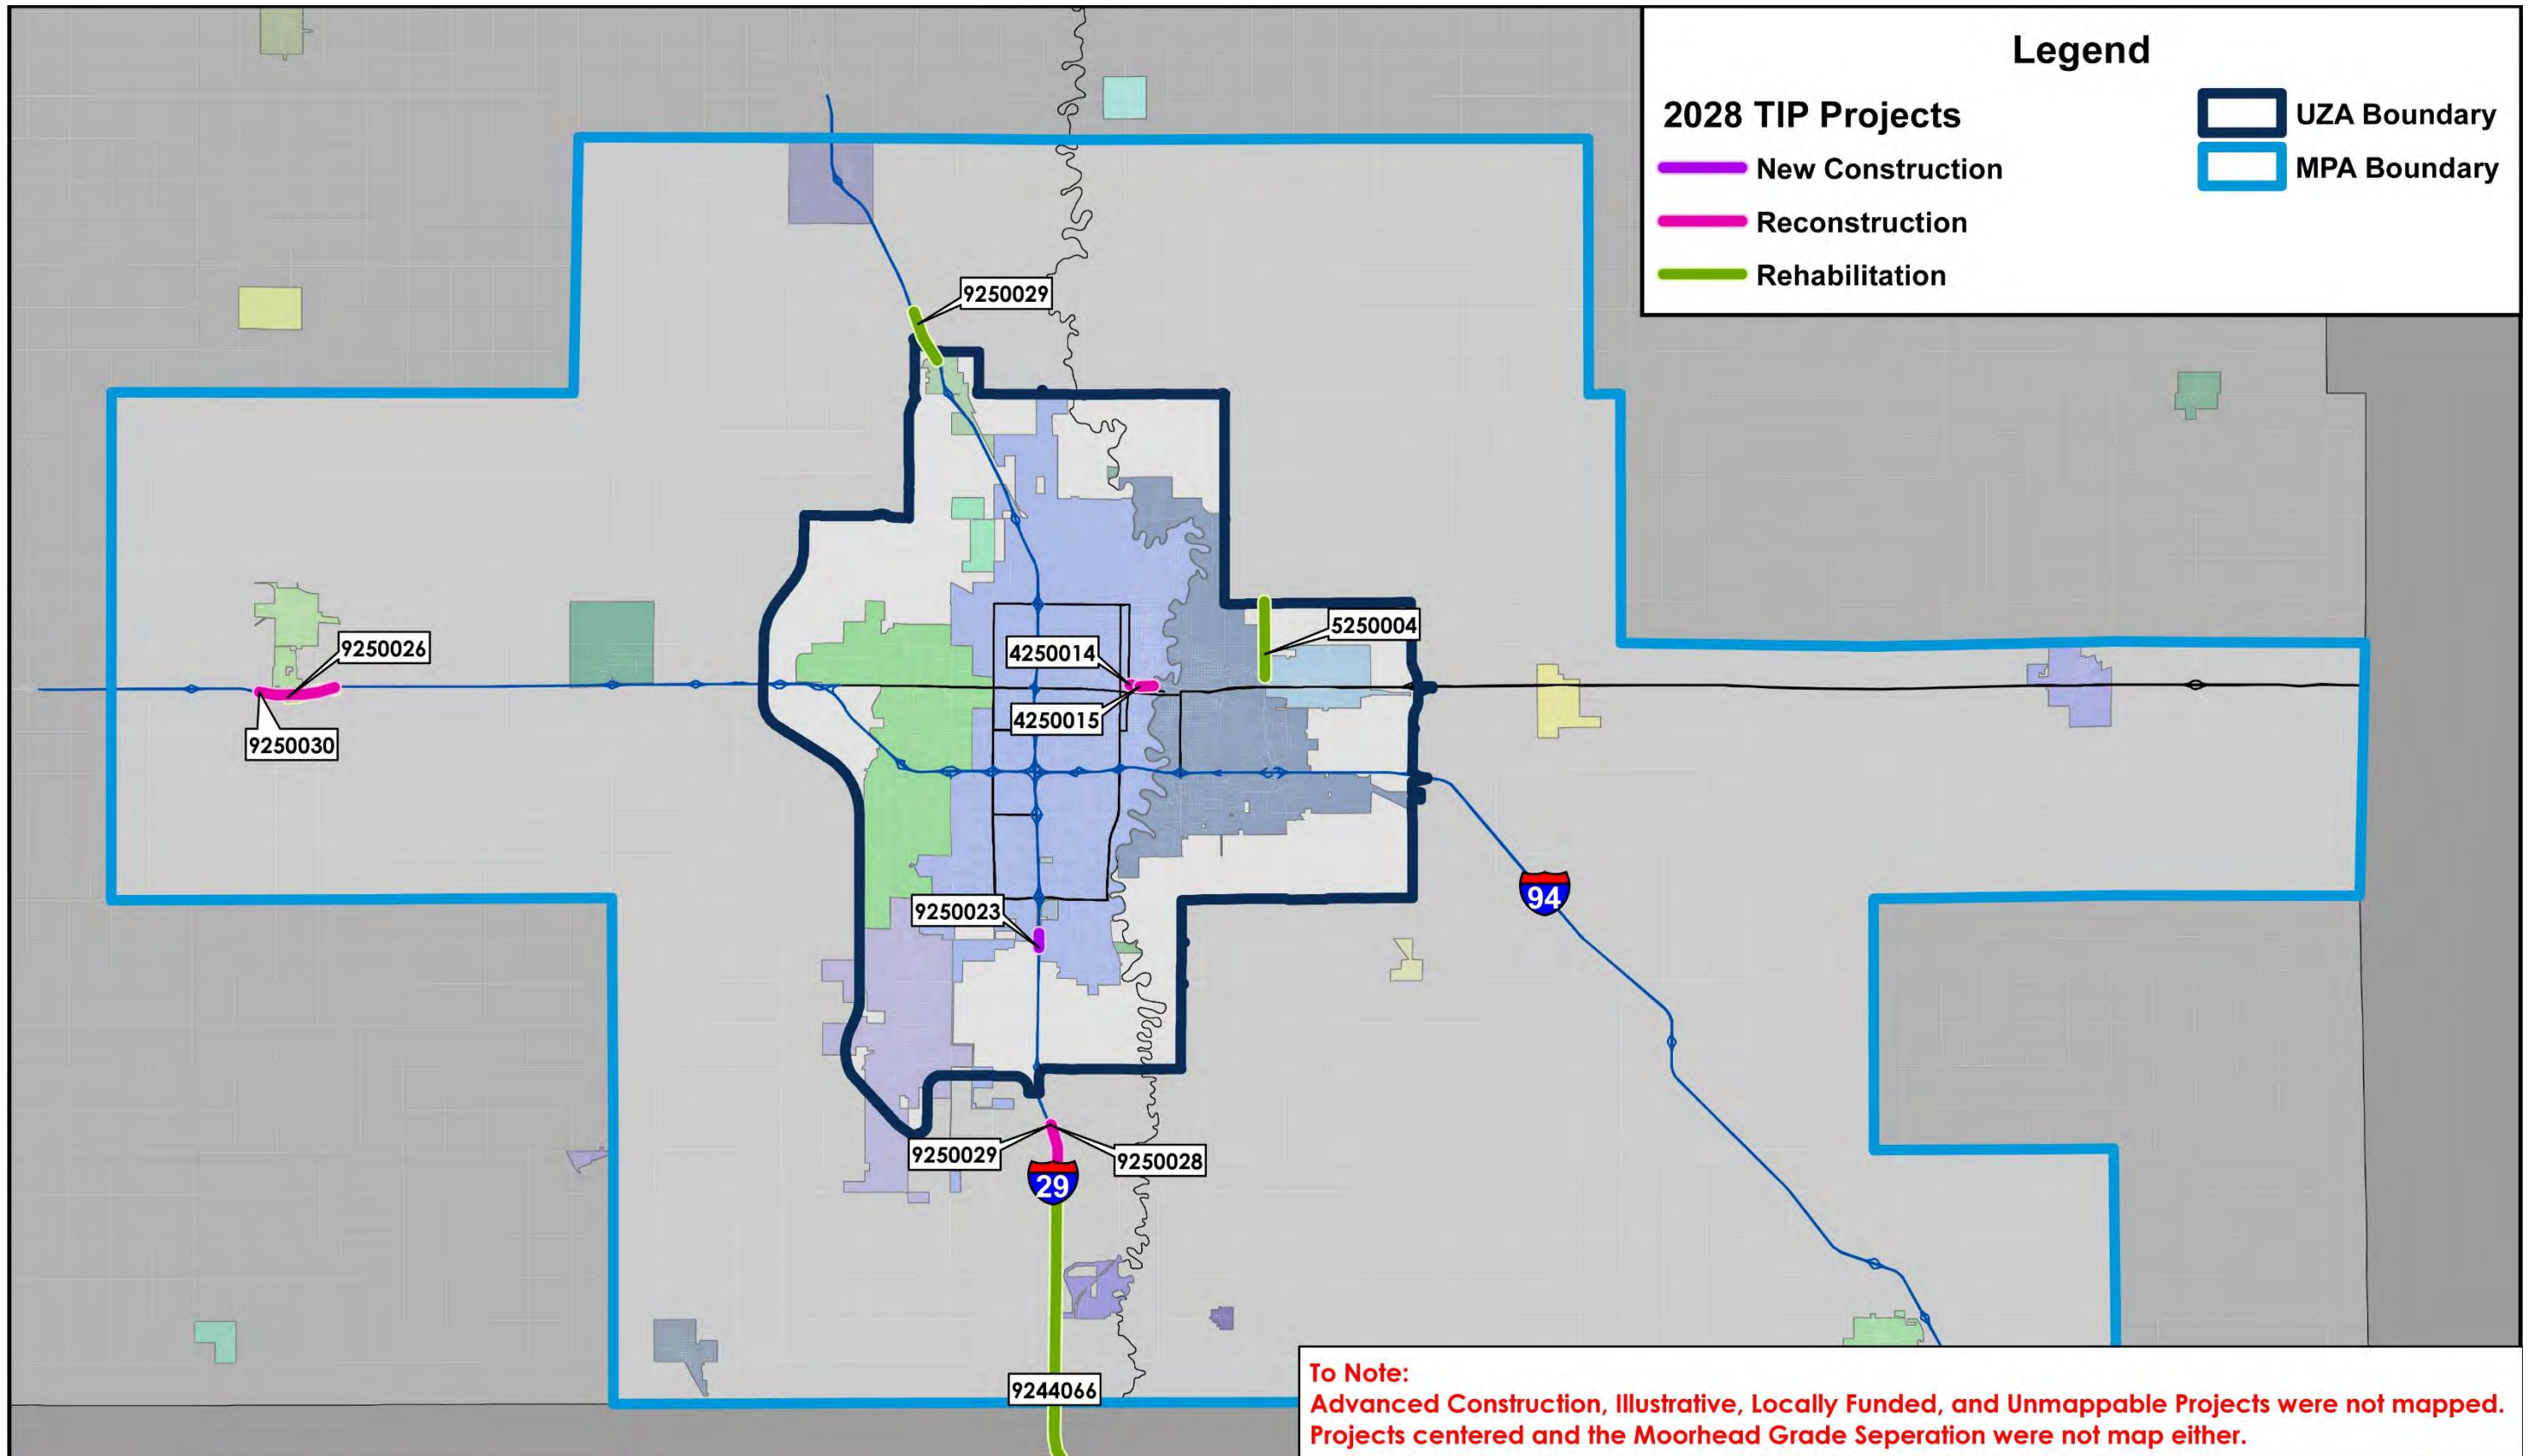 Legend
2028 TIP Projects
New Construction
Reconstruction
Rehabilitation
UZA Boundary
MPA Boundary
9250029
5250004
4250014
9250026
4250015
9250030
94
9250023
9250029
9250028
29
9244066
To Note:
Advanced Construction, Illustrative, Locally Funded, and Unmappable Projects were not mapped.
Projects centered and the Moorhead Grade Seperation were not map either.